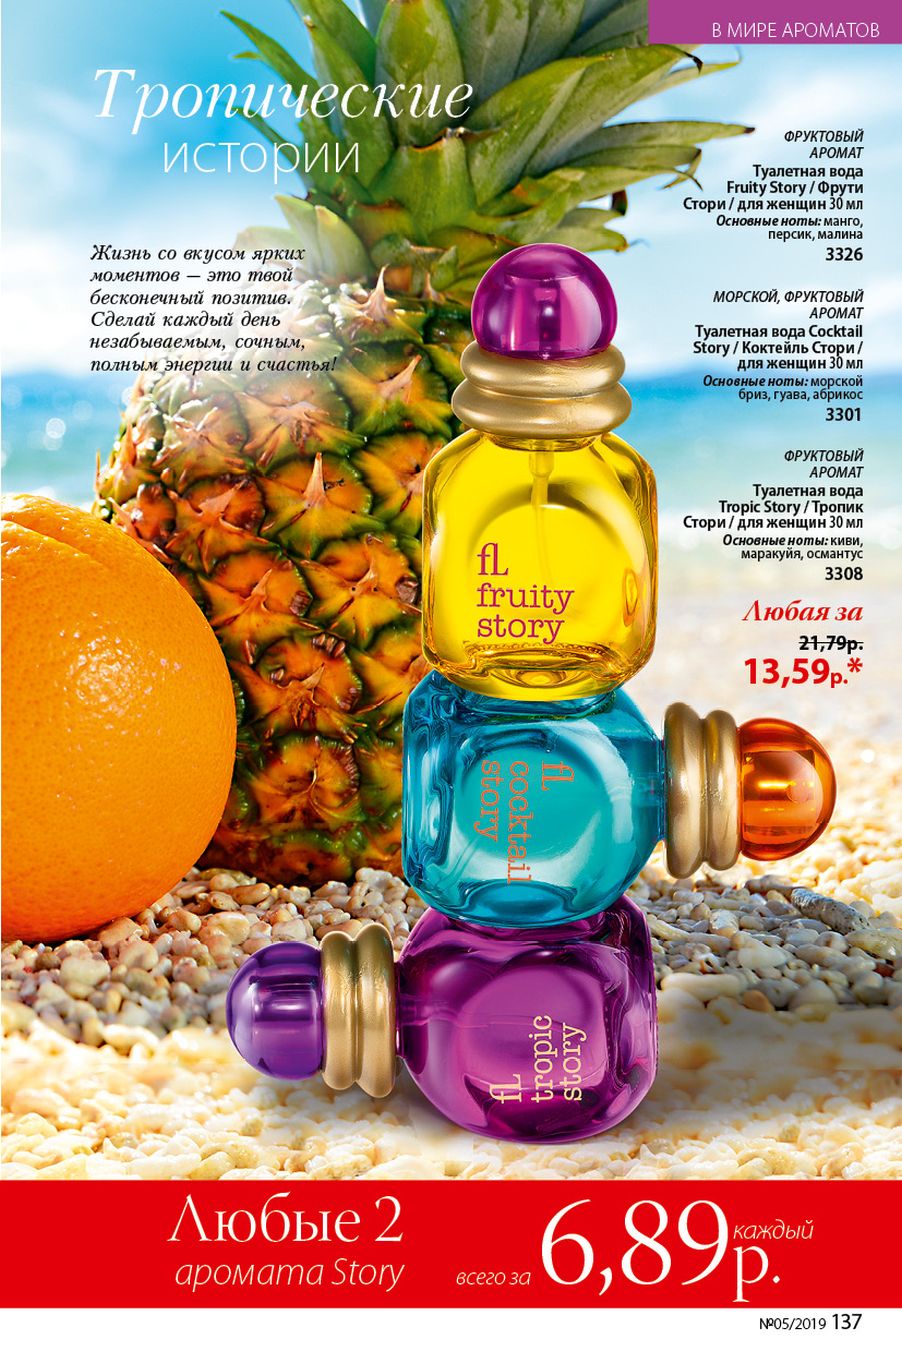 В МИРЕ АРОМАТОВ
Тропические
истории
Жизнь со вкусом ярких
моментов — это твой
бесконечный позитив.
Сделай каждый день
незабываемым, сочным,
полным энергии и счастья!
ФРУКТОВЫЙ
АРОМАТ
Туалетная вода
Fruity Story / Фрути
Стори / для женщин 30 мл
Основные ноты: манго,
персик, малина
3326
МОРСКОЙ, ФРУКТОВЫЙ
АРОМАТ
Туалетная вода Cocktail
Story / Коктейль Стори /
для женщин 30 мл
Основные ноты: морской
бриз, гуава, абрикос
3301
ФРУКТОВЫЙ
АРОМАТ
Туалетная вода
Tropic Story / Тропик
Стори / для женщин 30 мл
Основные ноты: киви,
маракуйя, османтус
3308
Любая за
21,79р.
13,59р.*
fL
fruity
story
fL
cocktail
story
fL
tropic
story
Любые 2
аромата Story
всего за 6,89р. каждый
№05/2019 137